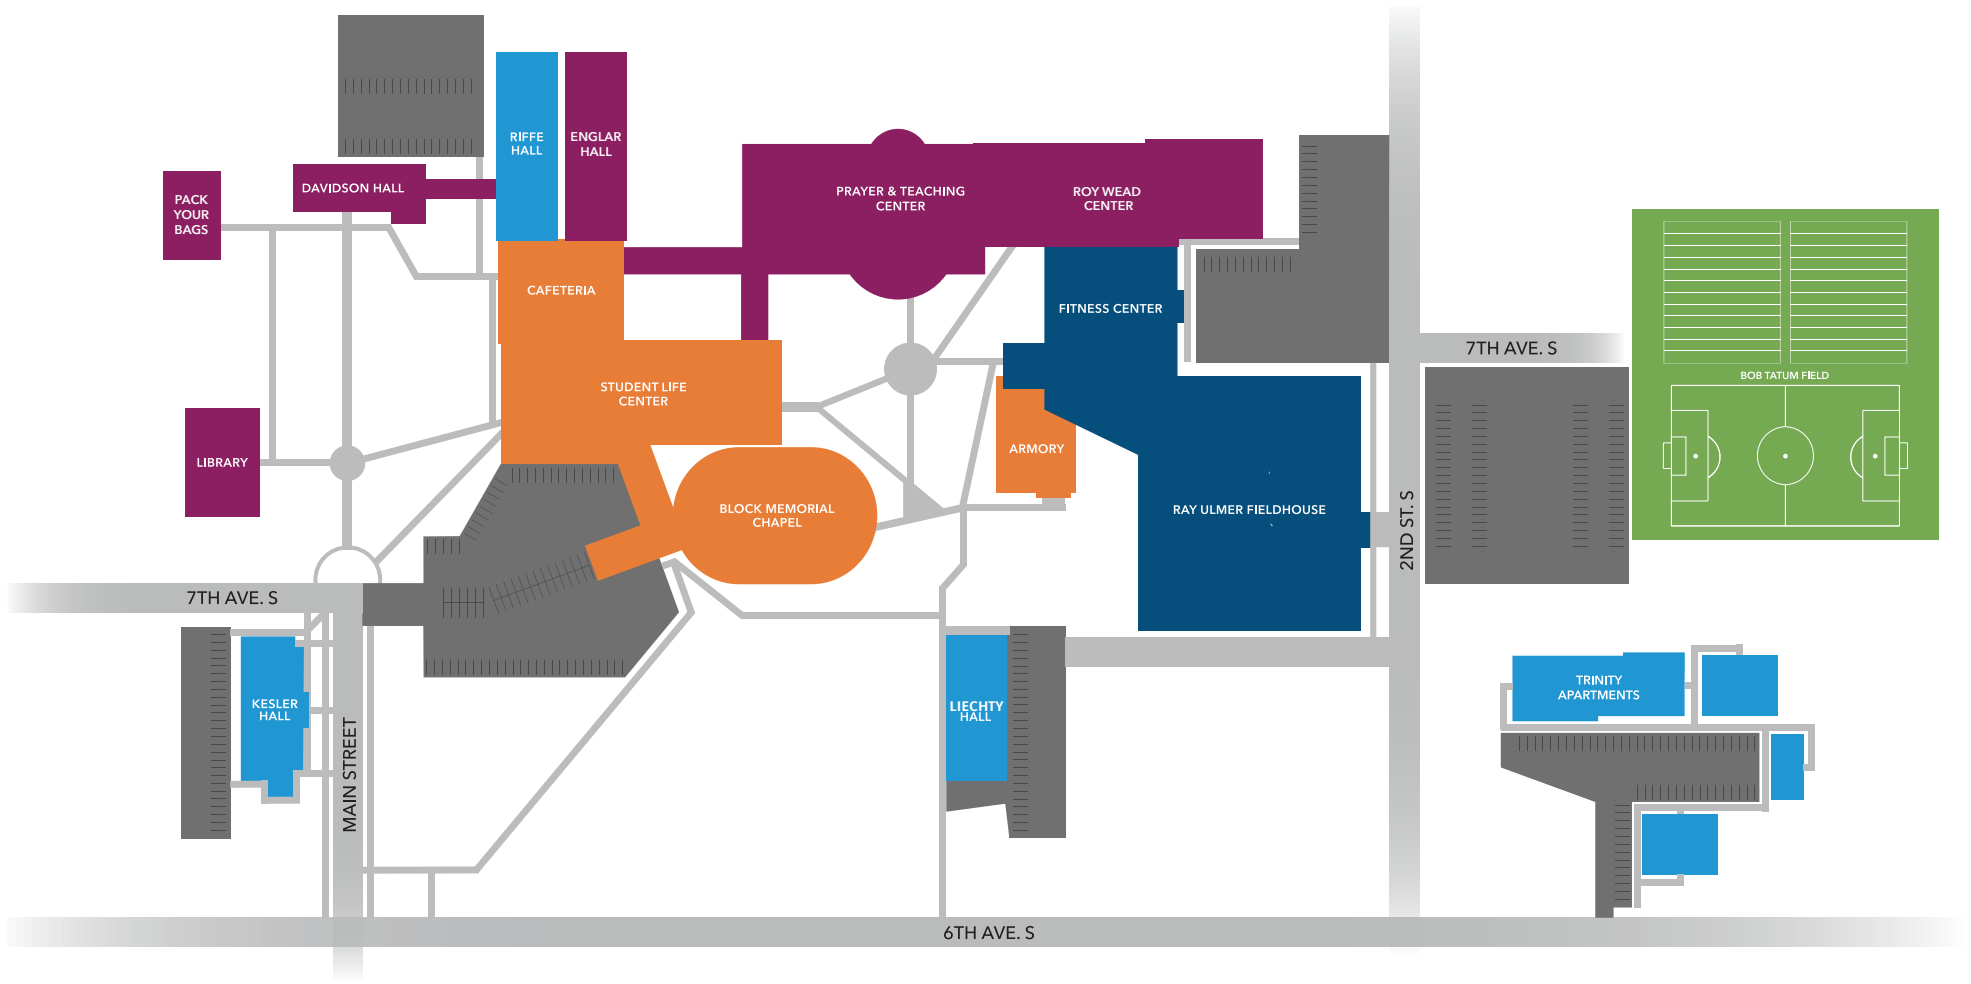 RIFFE
HALL
ENGLAR
HALL
DAVIDSON HALL
PACK
YOUR
BAGS
PRAYER & TEACHING
CENTER
ROY WEAD
CENTER
CAFETERIA
FITNESS CENTER
7TH AVE. S
BOB TATUM FIELD
STUDENT LIFE
CENTER
LIBRARY
ARMORY
BLOCK MEMORIAL
CHAPEL
RAY ULMER FIELDHOUSE
2ND ST. S
7TH AVE. S
KESLER
HALL
MAIN STREET
LIECHTY
HALL
TRINITY
APARTMENTS
6TH AVE. S